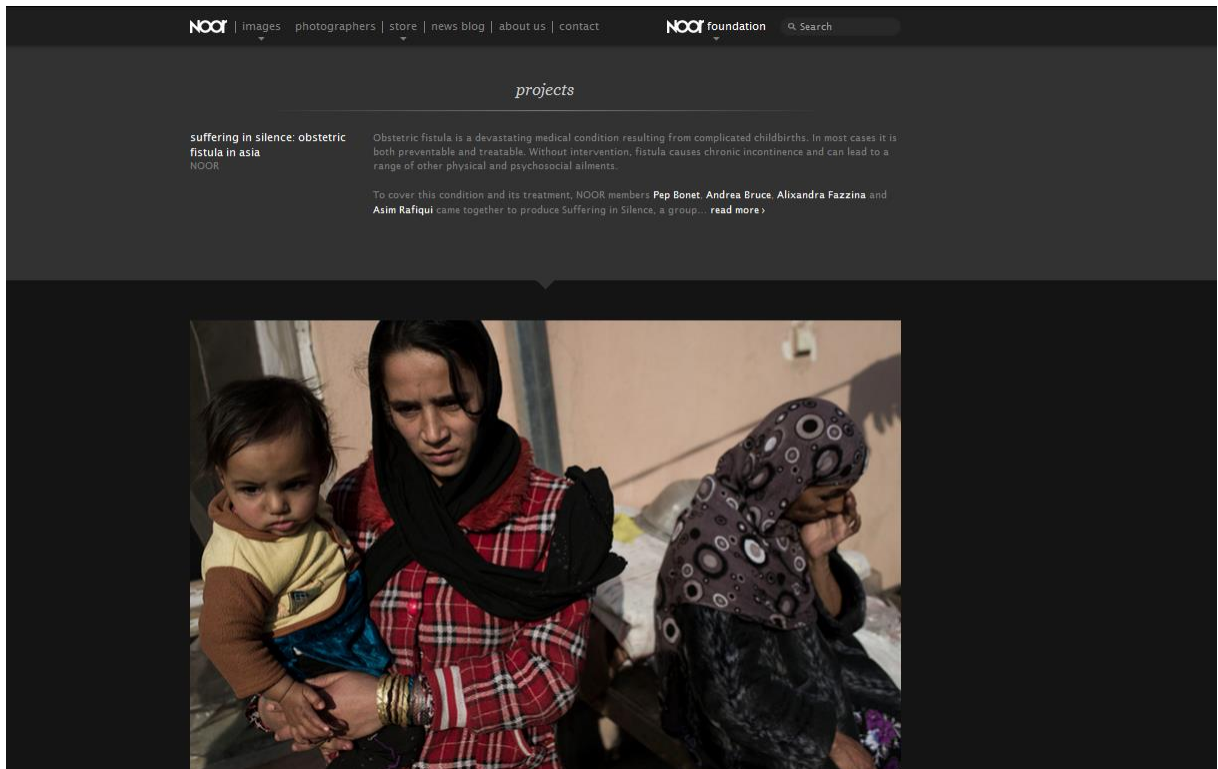 NOOR | images photographers | store | news blog | about us | contact NOOR foundation Search
projects
suffering in silence: obstetric
fistula in asia
NOOR
Obstetric fistula is a devastating medical condition resulting from complicated childbirths. In most cases it is
both preventable and treatable. Without intervention, fistula causes chronic incontinence and can lead to a
range of other physical and psychosocial ailments.
To cover this condition and its treatment, NOOR members Pep Bonet, Andrea Bruce, Alixandra Fazzina and
Asim Rafiqui came together to produce Suffering in Silence, a group... read more ›